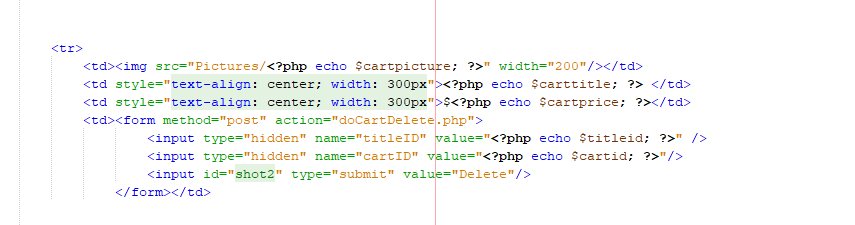 <tr>
<td><img src="Pictures/<?php echo $cartpicture; ?>" width="200"/></td>
<td style="text-align: center; width: 300px"><?php echo $carttitle; ?> </td>
<td style="text-align: center; width: 300px">$<?php echo $cartprice; ?></td>
<td><form method="post" action="doCartDelete.php">
<input type="hidden" name="titleID" value="<?php echo $titleid; ?>" />
<input type="hidden" name="cartID" value="<?php echo $cartid; ?>"/>
<input id="shot2" type="submit" value="Delete"/>
</form></td>